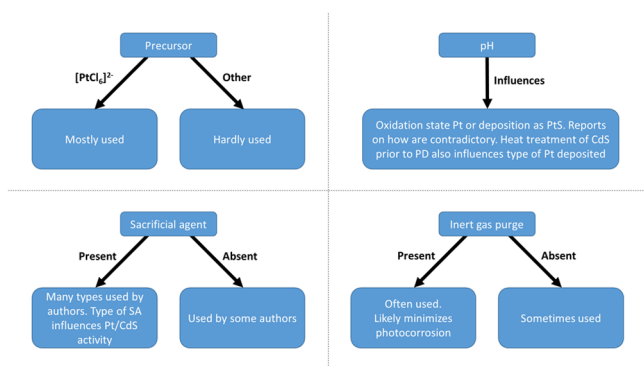 Precursor
[PtCl6]2-
Other
Mostly used
Hardly used
pH
Influences
Oxidation state Pt or deposition as PtS. Reports
on how are contradictory. Heat treatment of CdS
prior to PD also influences type of Pt deposited
Sacrificial agent
Present
Absent
Many types used by
authors. Type of SA
influences Pt/CdS
activity
Used by some authors
Inert gas purge
Present
Absent
Often used.
Likely minimizes
photocorrosion
Sometimes used